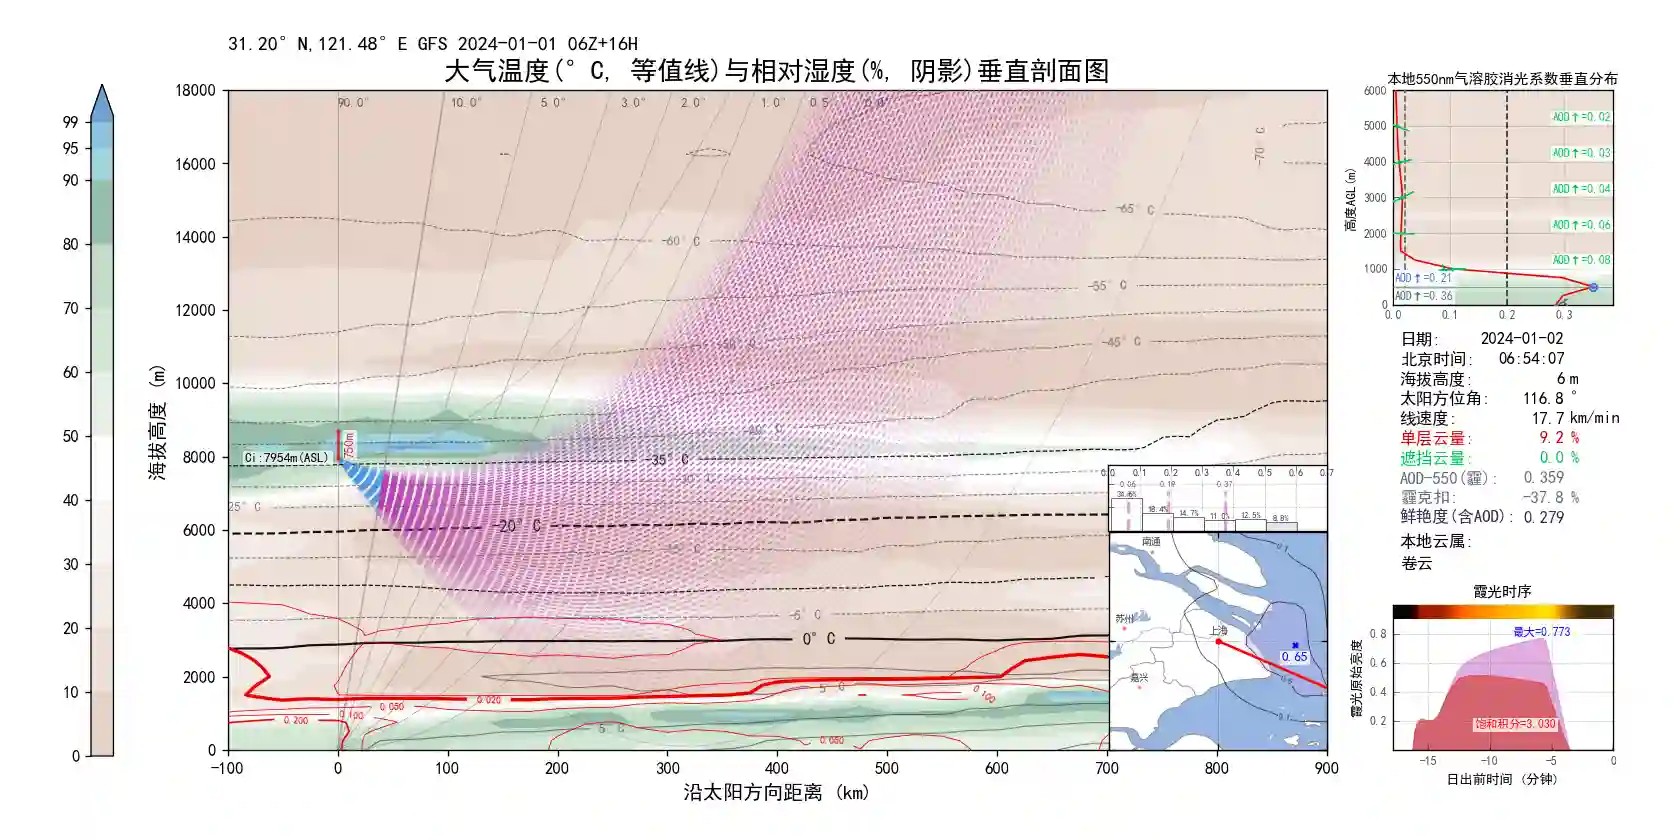 31.20°N,121.48°E GFS 2024-01-01 06Z+16H
大气温度(°C, 等值线)与相对湿度(%, 阴影)垂直剖面图
99
95
90
80
70
60
50
40
30
20
10
0
海拔高度 (m)
18000
16000
14000
12000
10000
8000
6000
4000
2000
0
90.0° 10.0° 5.0° 3.0° 2.0° 1.0° 0.5 0.0°
-70°C
-65°C
-60°C
-55°C
-50°C
-45°C
-35°C
-20°C
0°C
Ci:7954m(ASL)
750m
25°C
-5°C
5°C
5°C
0.050
0.020
0.100
0.200
0.100
0.050
-100 0 100 200 300 400 500 600 700 800 900
沿太阳方向距离 (km)
0.0 0.1 0.2 0.3 0.4 0.5 0.6 0.7
0.06 0.19 0.37
31.6% 18.4% 14.7% 11.0% 12.5% 8.8%
南通
苏州
上海
嘉兴
0.65
本地550nm气溶胶消光系数垂直分布
高度AGL(m)
6000
5000
4000
3000
2000
1000
0
AOD↑=0.02
AOD↑=0.03
AOD↑=0.04
AOD↑=0.06
AOD↑=0.08
AOD↑=0.21
AOD↑=0.36
0.0 0.1 0.2 0.3
日期: 2024-01-02
北京时间: 06:54:07
海拔高度: 6 m
太阳方位角: 116.8 °
线速度: 17.7 km/min
单层云量: 9.2 %
遮挡云量: 0.0 %
AOD-550(霾): 0.359
霾克扣: -37.8 %
鲜艳度(含AOD): 0.279
本地云属:
卷云
霞光时序
霞光原始亮度
0.8
0.6
0.4
0.2
最大=0.773
饱和积分=3.030
-15 -10 -5 0
日出前时间 (分钟)